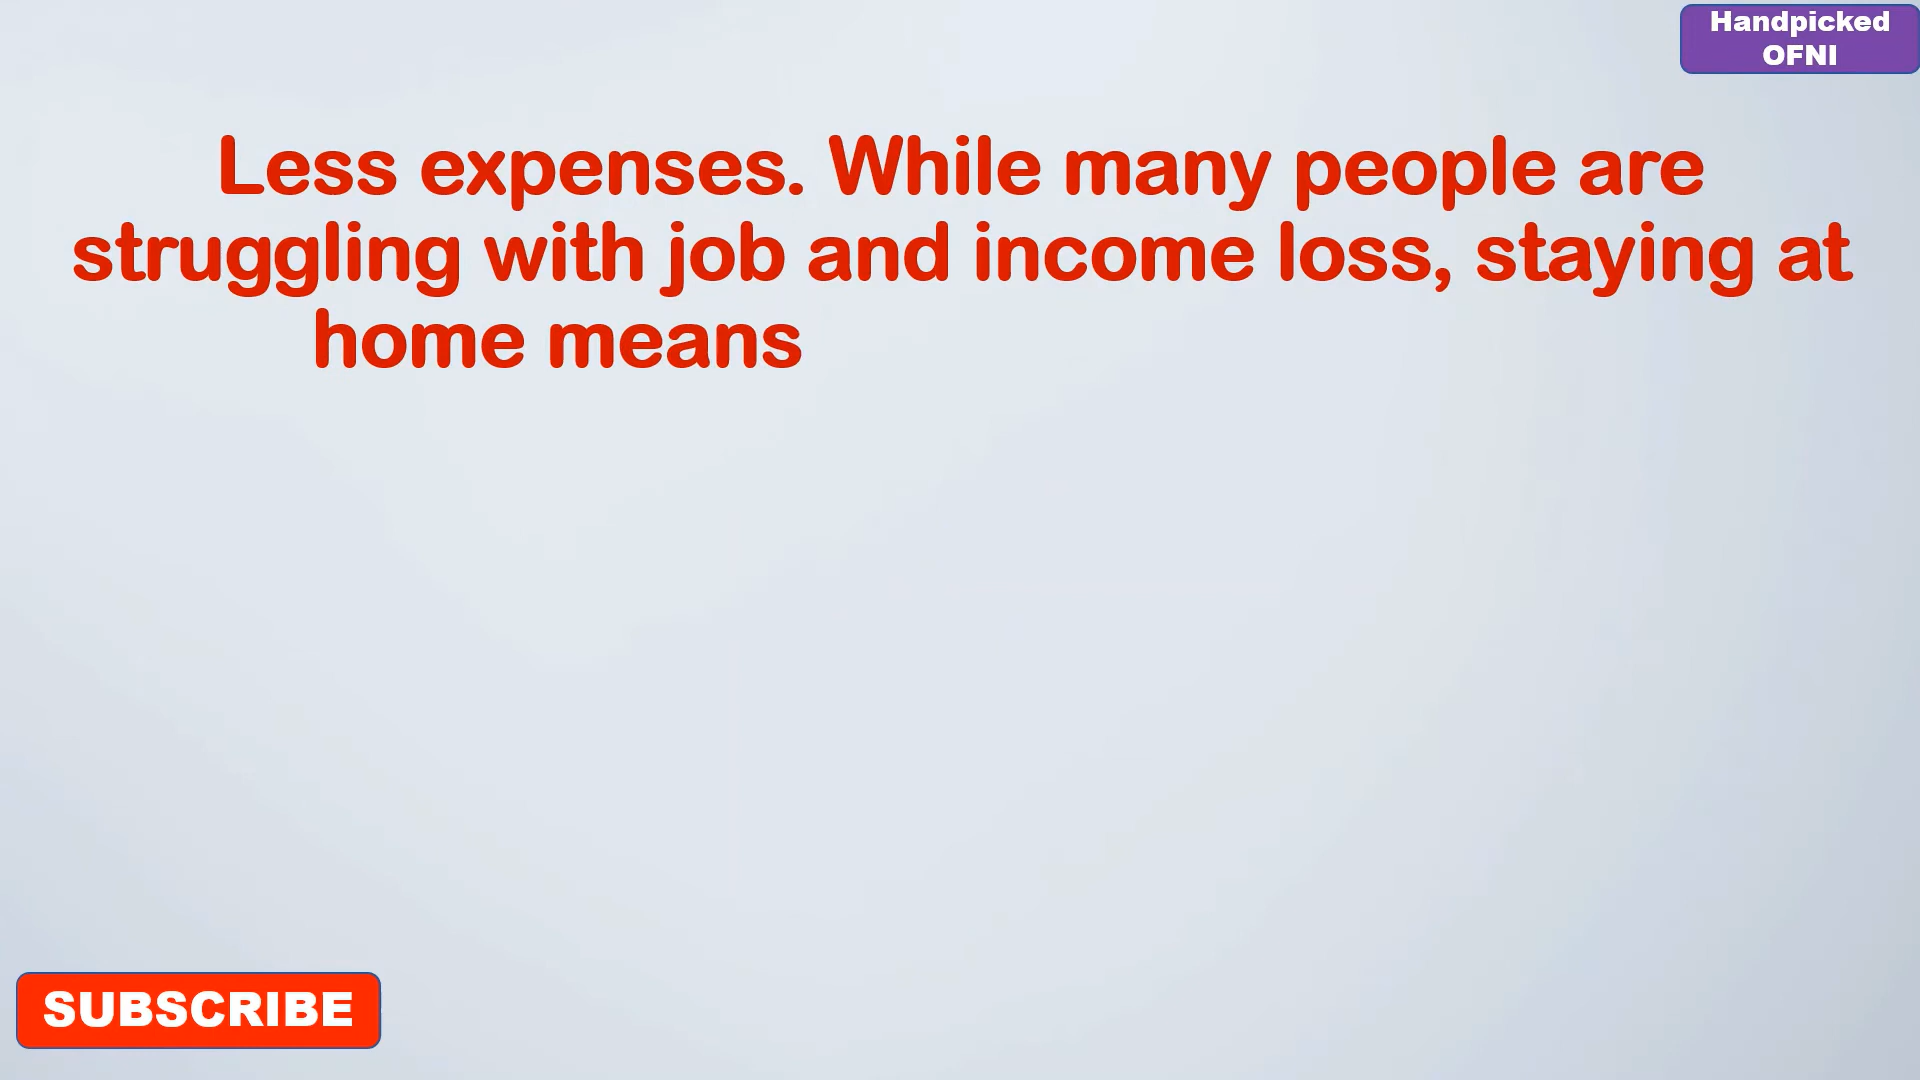 Handpicked
OFNI
Less expenses. While many people are
struggling with job and income loss, staying at
home means
SUBSCRIBE